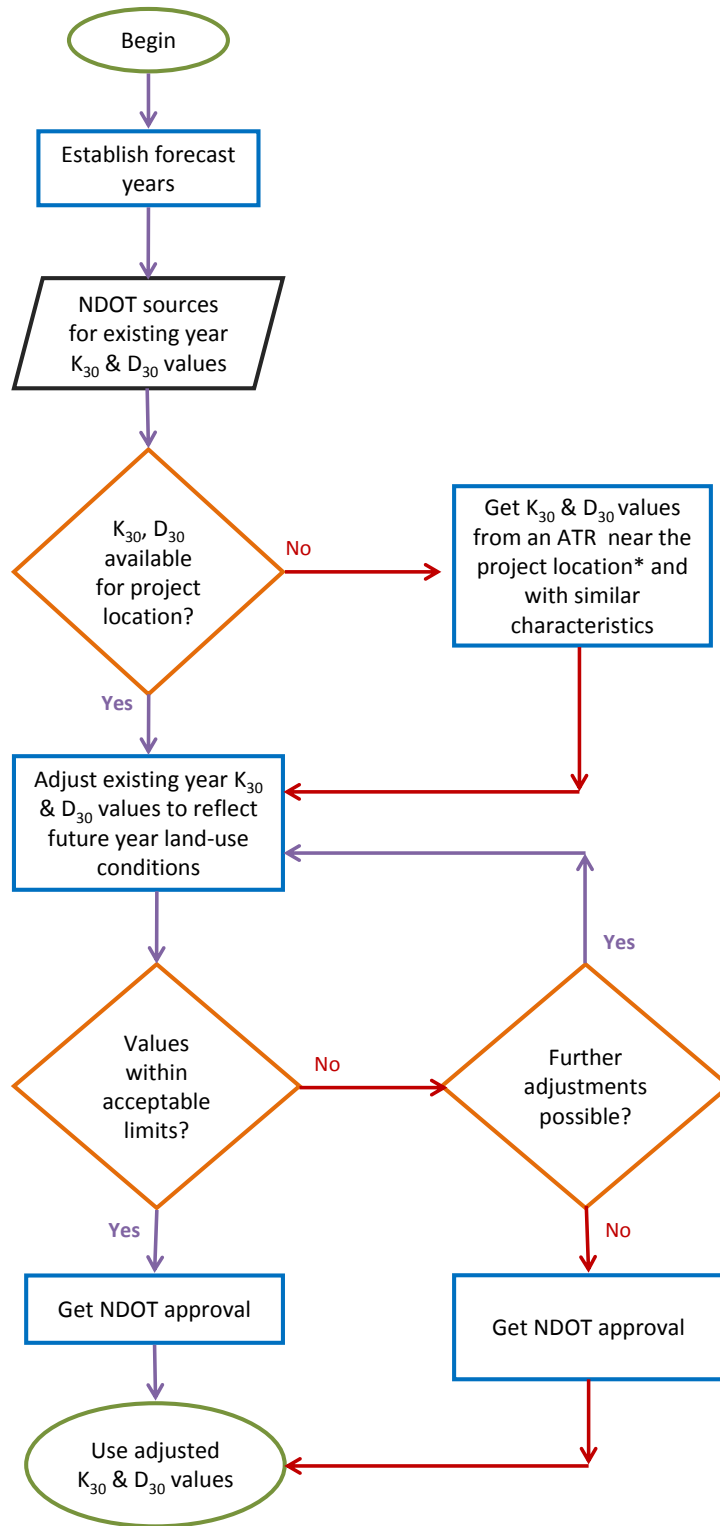 Begin
Establish forecast
years
NDOT sources
for existing year
K30 & D30 values
K30, D30
available
for project
location?
No
Get K30 & D30 values
from an ATR near the
project location* and
with similar
characteristics
Yes
Adjust existing year K30
& D30 values to reflect
future year land-use
conditions
Yes
Values
within
acceptable
limits?
No
Further
adjustments
possible?
Yes
No
Get NDOT approval
Get NDOT approval
Use adjusted
K30 & D30 values